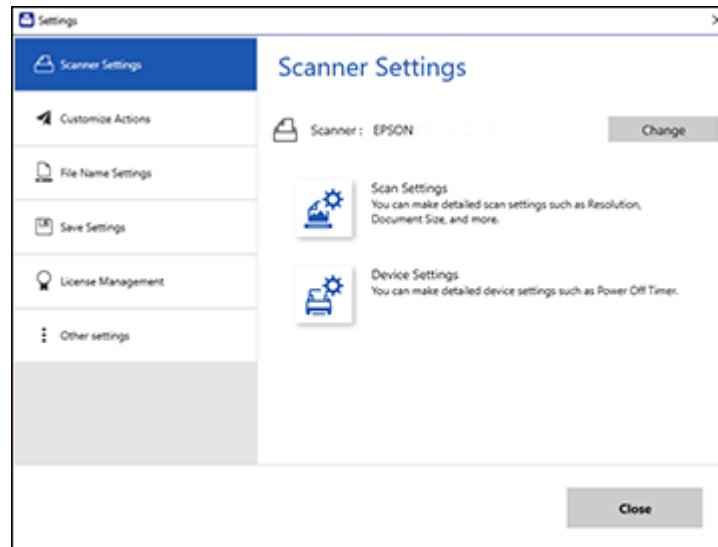 Settings
Scanner Settings
Customize Actions
File Name Settings
Save Settings
License Management
Other settings
Scanner Settings
Scanner : EPSON
Change
Scan Settings
You can make detailed scan settings such as Resolution,
Document Size, and more.
Device Settings
You can make detailed device settings such as Power Off Timer.
Close